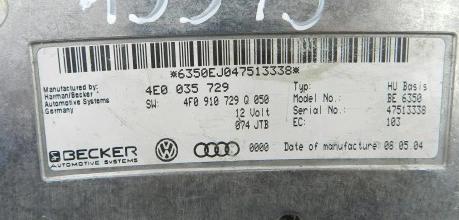 *6350EJ047513338*
Manufactured by: 4E0 035 729 Typ: HU Basis
Harman/Becker SW: 4F0 910 729 Q 050 Model No.: BE 6350
Automotive Systems 12 Volt Serial No.: 47513338
Germany 074 JTB EC: 103
BECKER 0000 Date of manufacture: 08 05.04
AUTOMOTIVE SYSTEMS